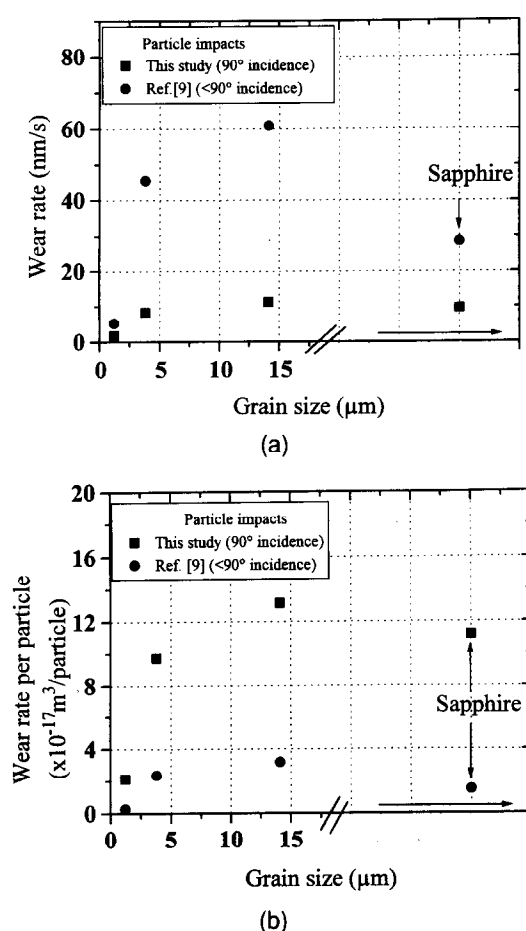 Particle impacts
This study (90° incidence)
Ref.[9] (<90° incidence)
80
60
40
20
0
Wear rate (nm/s)
Sapphire
0
5
10
15
Grain size (μm)
(a)
20
16
12
8
4
0
Wear rate per particle
(x10⁻¹⁷m³/particle)
Particle impacts
This study (90° incidence)
Ref. [9] (<90° incidence)
Sapphire
0
5
10
15
Grain size (μm)
(b)